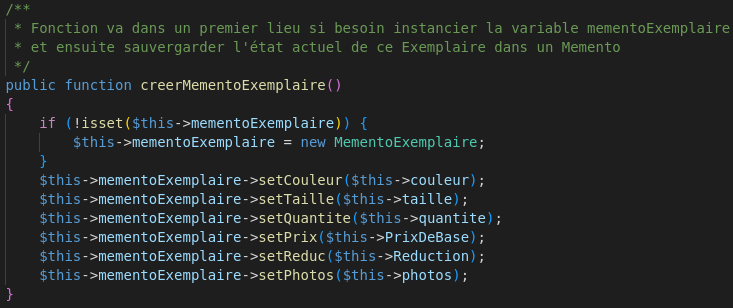 /**
 * Fonction va dans un premier lieu si besoin instancier la variable mementoExemplaire
 * et ensuite sauvergarder l'état actuel de ce Exemplaire dans un Memento
 */
public function creerMementoExemplaire()
{
    if (!isset($this->mementoExemplaire)) {
        $this->mementoExemplaire = new MementoExemplaire;
    }
    $this->mementoExemplaire->setCouleur($this->couleur);
    $this->mementoExemplaire->setTaille($this->taille);
    $this->mementoExemplaire->setQuantite($this->quantite);
    $this->mementoExemplaire->setPrix($this->PrixDeBase);
    $this->mementoExemplaire->setReduc($this->Reduction);
    $this->mementoExemplaire->setPhotos($this->photos);
}